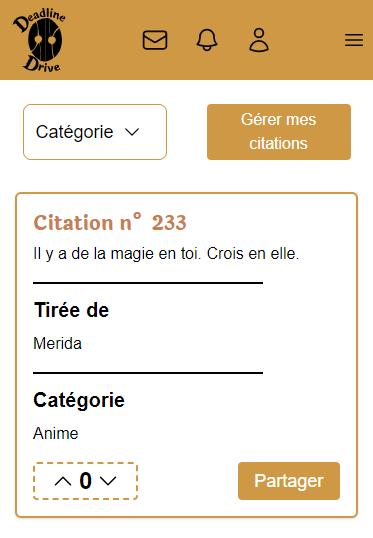 Deadline
Drive
Catégorie
Gérer mes
citations
Citation n° 233
Il y a de la magie en toi. Crois en elle.
Tirée de
Merida
Catégorie
Anime
0
Partager